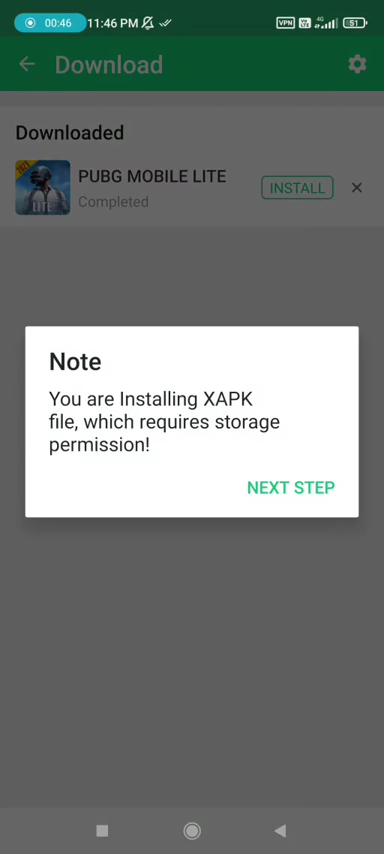 00:46 11:46 PM VPN 4G 51
Download
Downloaded
PUBG MOBILE LITE
INSTALL
Completed
LITE
Note
You are Installing XAPK
file, which requires storage
permission!
NEXT STEP